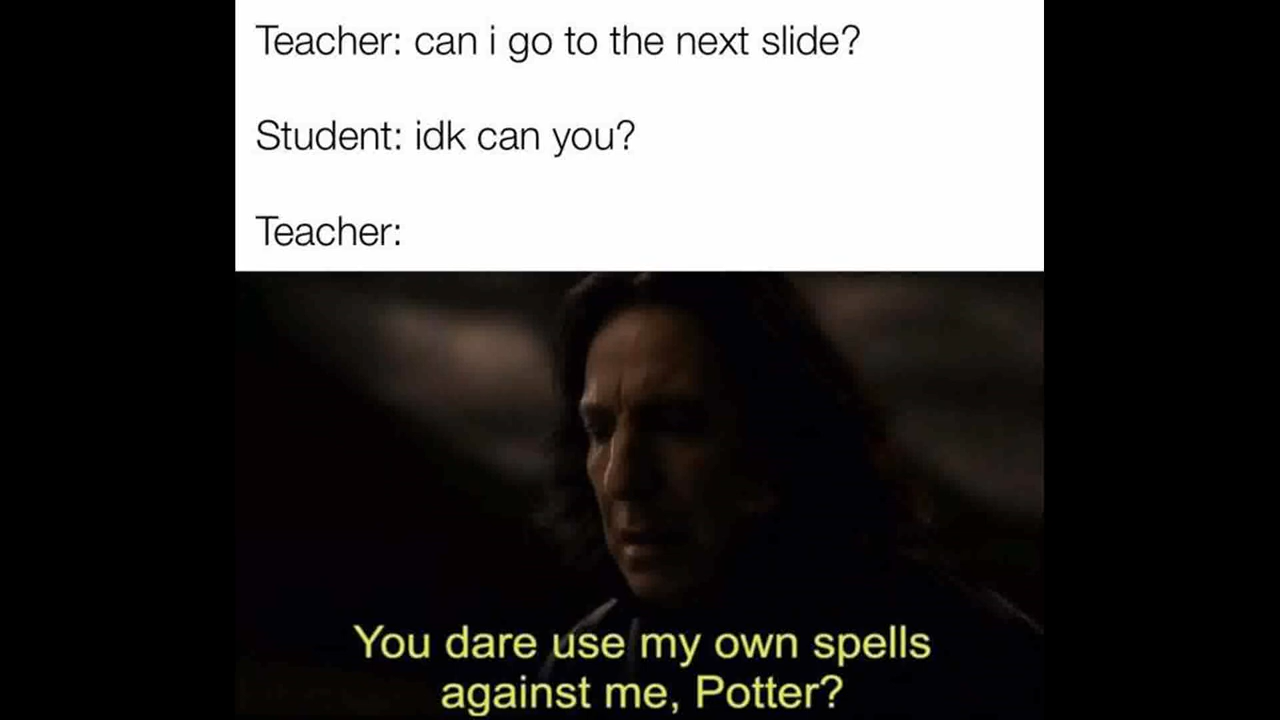 Teacher: can i go to the next slide?
Student: idk can you?
Teacher:
You dare use my own spells
against me, Potter?